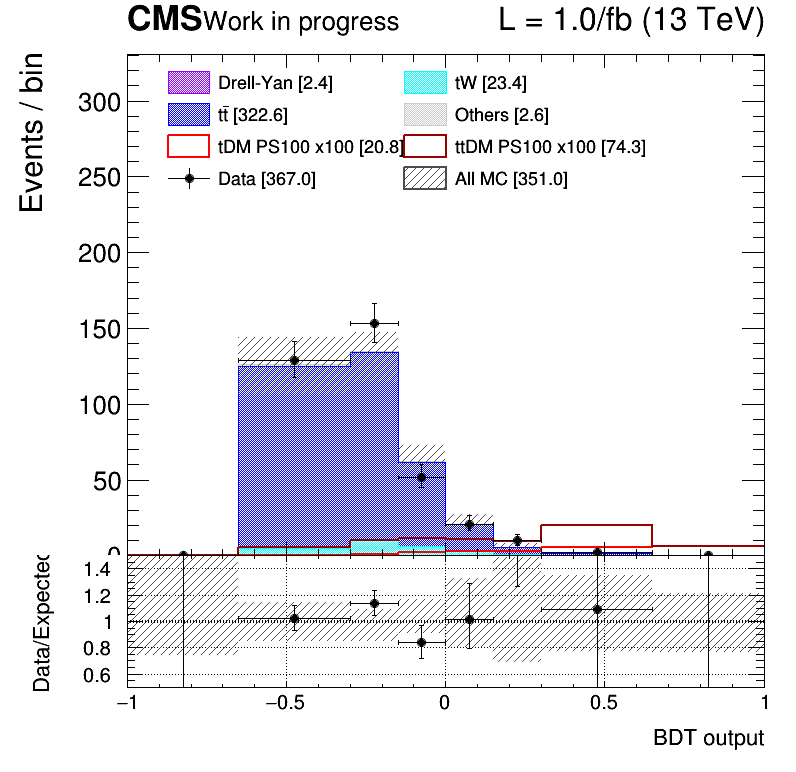 CMS Work in progress L = 1.0/fb (13 TeV)
Events / bin
Drell-Yan [2.4] tW [23.4]
tt̄ [322.6] Others [2.6]
tDM PS100 x100 [20.8] ttDM PS100 x100 [74.3]
Data [367.0] All MC [351.0]
300
250
200
150
100
50
0
Data/Expected
1.4
1.2
1
0.8
0.6
−1 −0.5 0 0.5 1
BDT output